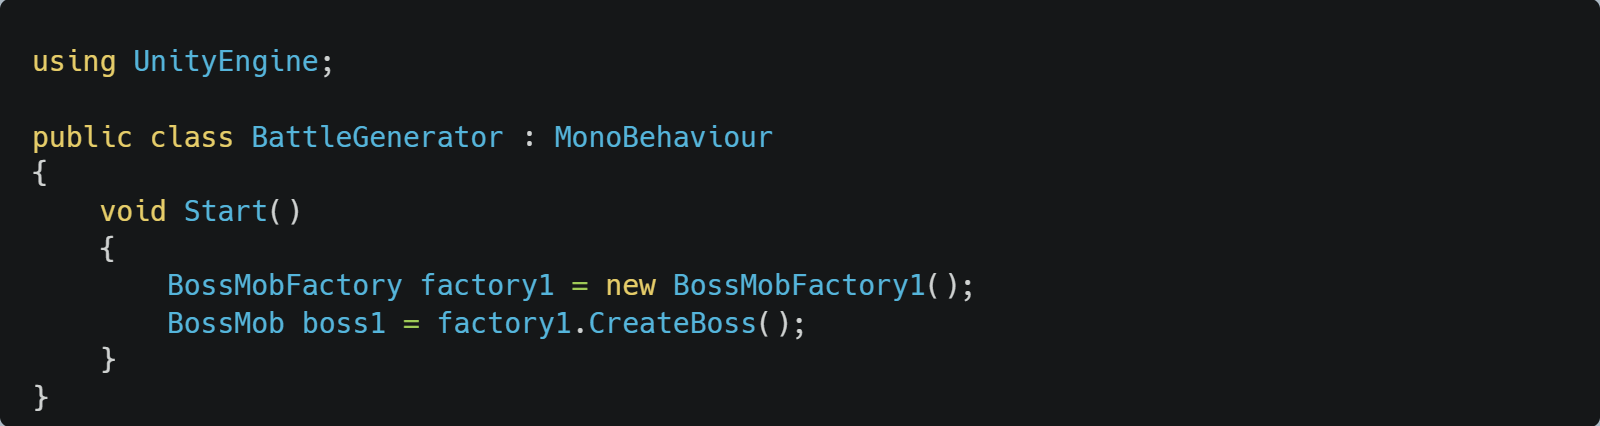 using UnityEngine;
public class BattleGenerator : MonoBehaviour
{
    void Start()
    {
        BossMobFactory factory1 = new BossMobFactory1();
        BossMob boss1 = factory1.CreateBoss();
    }
}